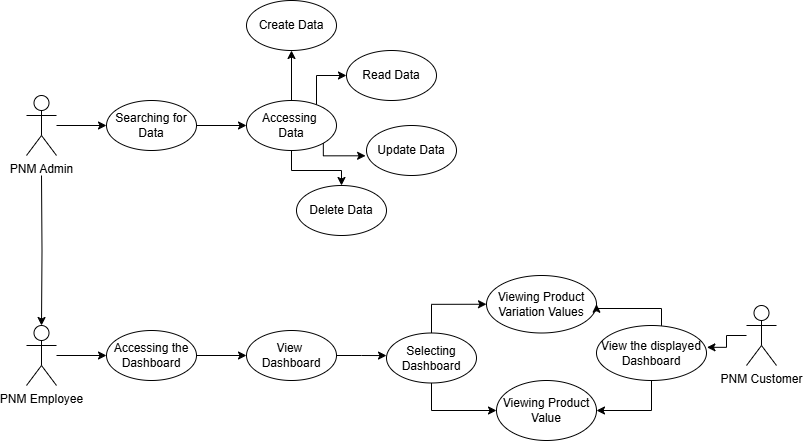 Create Data
Read Data
Searching for
Data
Accessing
Data
Update Data
PNM Admin
Delete Data
Viewing Product
Variation Values
Accessing the
Dashboard
View
Dashboard
Selecting
Dashboard
View the displayed
Dashboard
PNM Customer
PNM Employee
Viewing Product
Value